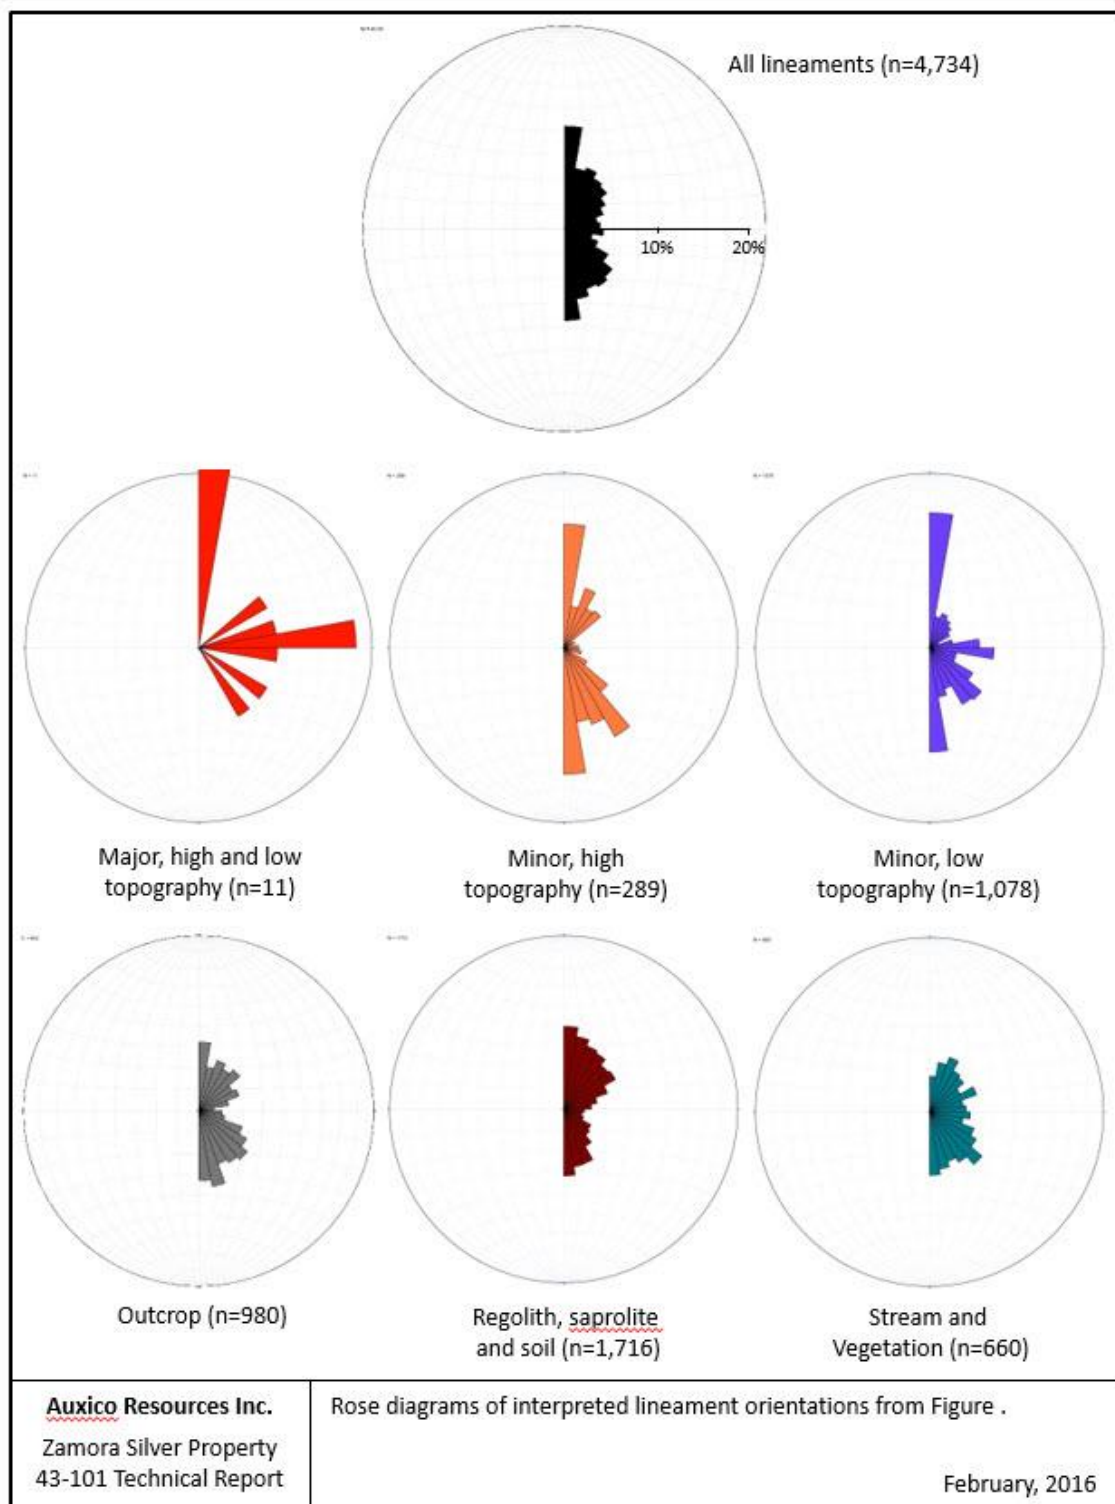 All lineaments (n=4,734)
10%
20%
Major, high and low
topography (n=11)
Minor, high
topography (n=289)
Minor, low
topography (n=1,078)
Outcrop (n=980)
Regolith, saprolite
and soil (n=1,716)
Stream and
Vegetation (n=660)
Auxico Resources Inc.
Zamora Silver Property
43-101 Technical Report
Rose diagrams of interpreted lineament orientations from Figure .
February, 2016